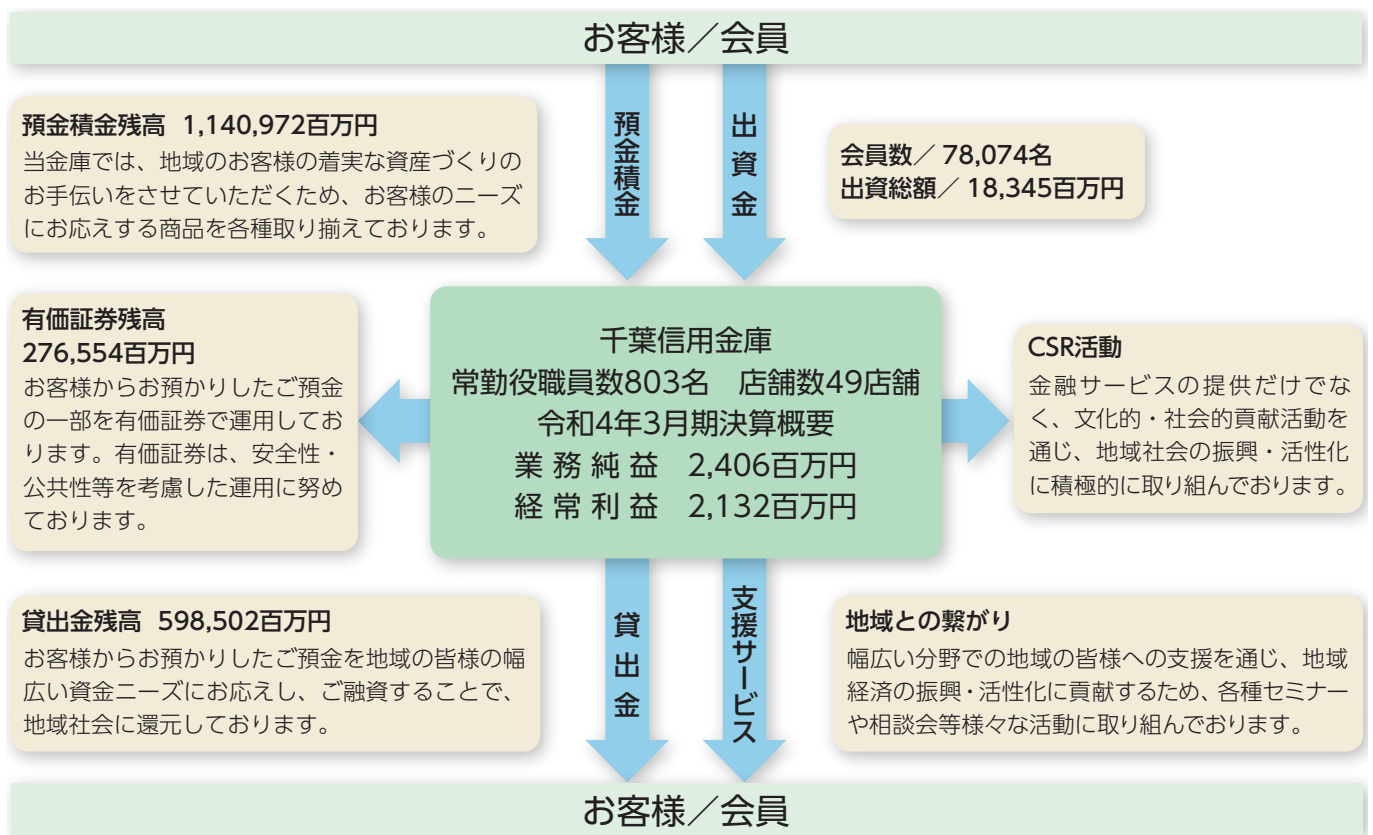 お客様／会員
預金積金残高 1,140,972百万円
当金庫では、地域のお客様の着実な資産づくりの
お手伝いをさせていただくため、お客様のニーズ
にお応えする商品を各種取り揃えております。
預金積金
出資金
会員数／ 78,074名
出資総額／ 18,345百万円
有価証券残高
276,554百万円
お客様からお預かりしたご預金
の一部を有価証券で運用してお
ります。有価証券は、安全性・
公共性等を考慮した運用に努め
ております。
千葉信用金庫
常勤役職員数803名 店舗数49店舗
令和4年3月期決算概要
業務純益 2,406百万円
経常利益 2,132百万円
CSR活動
金融サービスの提供だけでな
く、文化的・社会的貢献活動を
通じ、地域社会の振興・活性化
に積極的に取り組んでおります。
貸出金残高 598,502百万円
お客様からお預かりしたご預金を地域の皆様の幅
広い資金ニーズにお応えし、ご融資することで、
地域社会に還元しております。
貸出金
支援サービス
地域との繋がり
幅広い分野での地域の皆様への支援を通じ、地域
経済の振興・活性化に貢献するため、各種セミナー
や相談会等様々な活動に取り組んでおります。
お客様／会員